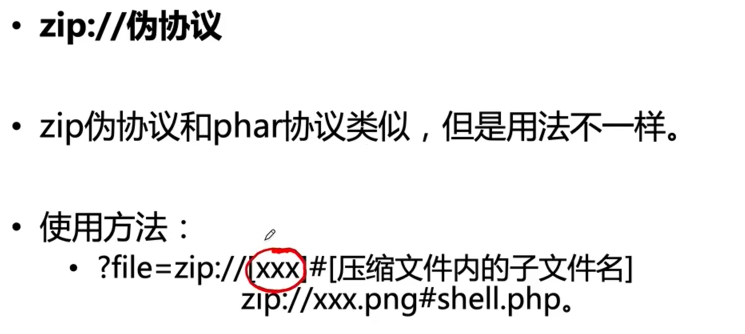 • zip://伪协议
• zip伪协议和phar协议类似，但是用法不一样。
• 使用方法：
• ?file=zip://[xxx]#[压缩文件内的子文件名]
zip://xxx.png#shell.php。